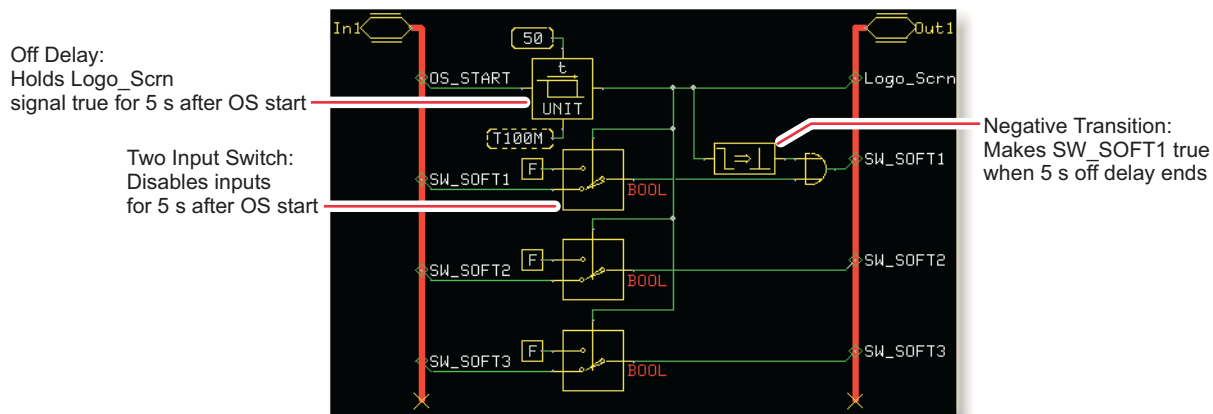 In1
Out1
50
Off Delay:
Holds Logo_Scrn
signal true for 5 s after OS start
OS_START
t
UNIT
Logo_Scrn
T100M
Negative Transition:
Makes SW_SOFT1 true
when 5 s off delay ends
Two Input Switch:
Disables inputs
for 5 s after OS start
F
SW_SOFT1
BOOL
SW_SOFT1
F
SW_SOFT2
BOOL
SW_SOFT2
F
SW_SOFT3
BOOL
SW_SOFT3